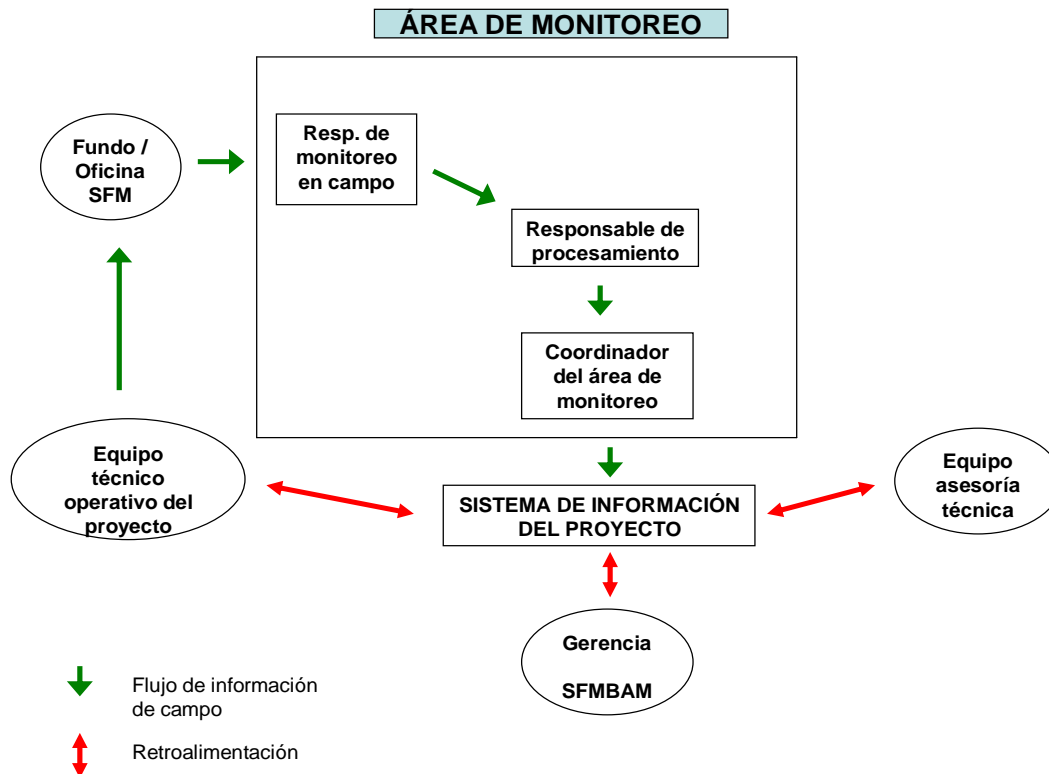 ÁREA DE MONITOREO
Fundo /
Oficina
SFM
Resp. de
monitoreo
en campo
Responsable de
procesamiento
Coordinador
del área de
monitoreo
Equipo
técnico
operativo del
proyecto
SISTEMA DE INFORMACIÓN
DEL PROYECTO
Equipo
asesoría
técnica
Gerencia
SFMBAM
Flujo de información
de campo
Retroalimentación